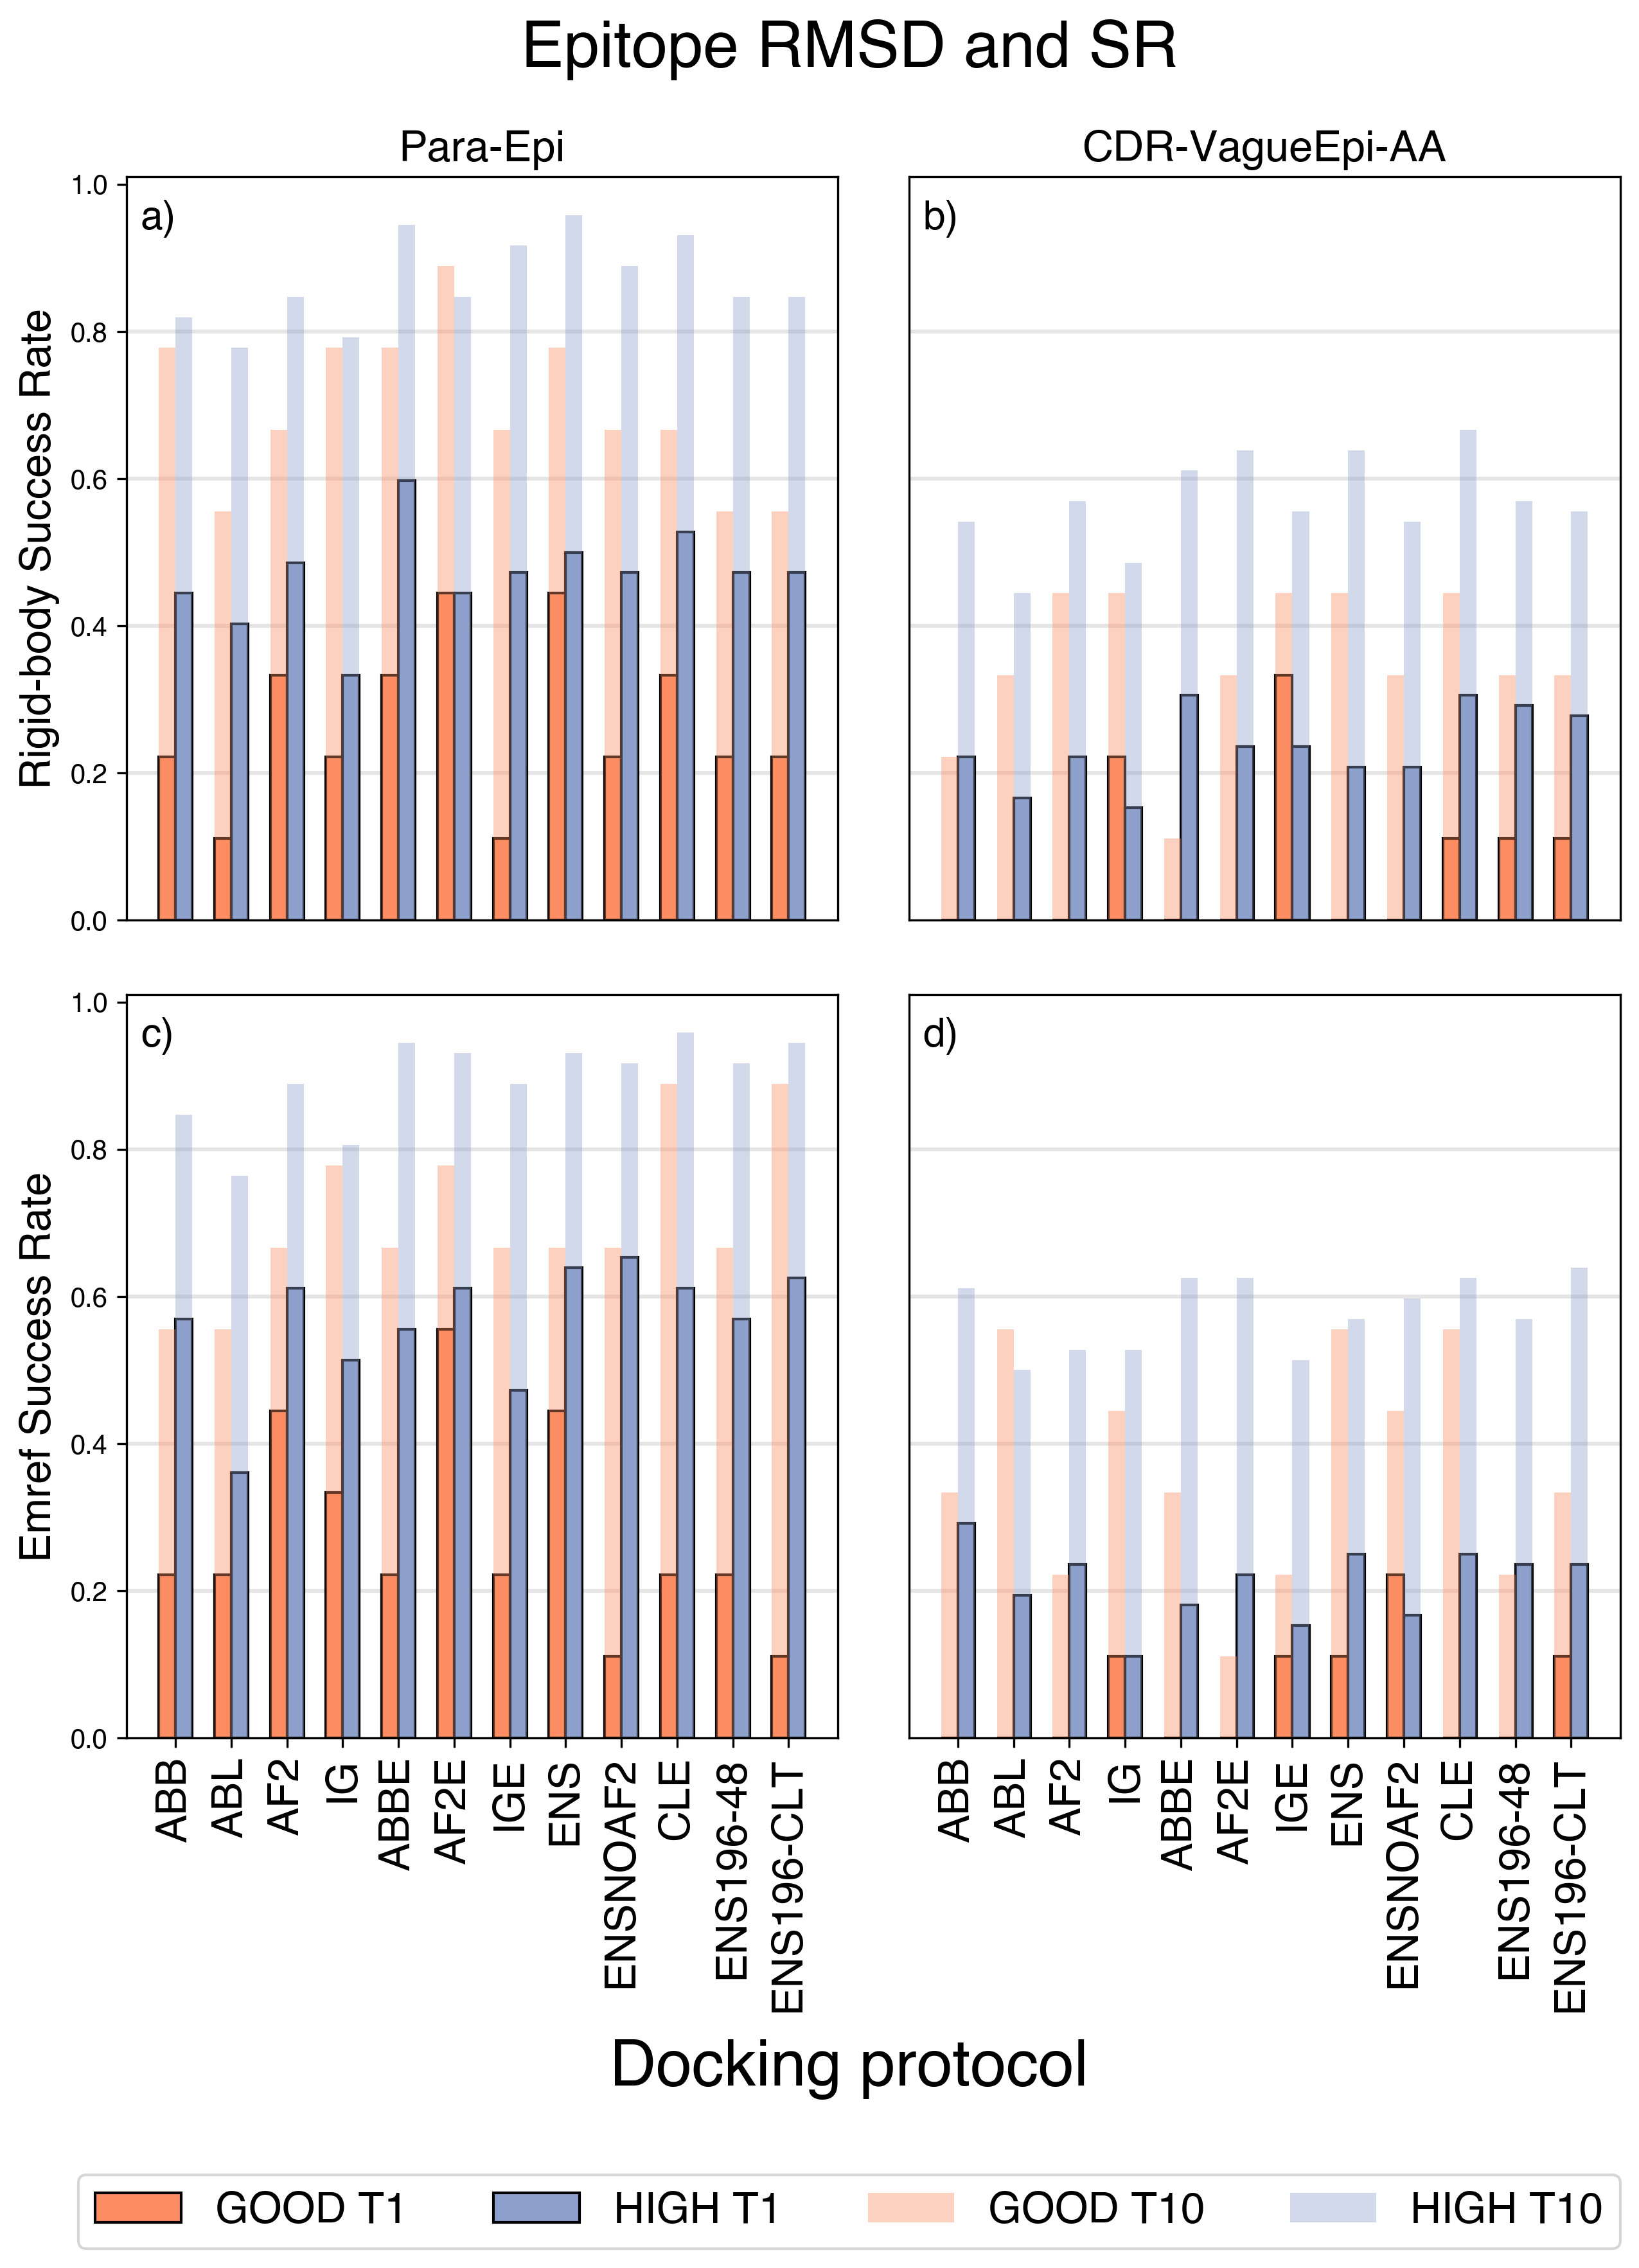 Epitope RMSD and SR
Para-Epi
CDR-VagueEpi-AA
a)
b)
Rigid-body Success Rate
1.0
0.8
0.6
0.4
0.2
0.0
c)
d)
Emref Success Rate
1.0
0.8
0.6
0.4
0.2
0.0
ABB
ABL
AF2
IG
ABBE
AF2E
IGE
ENS
ENSNOAF2
CLE
ENS196-48
ENS196-CLT
ABB
ABL
AF2
IG
ABBE
AF2E
IGE
ENS
ENSNOAF2
CLE
ENS196-48
ENS196-CLT
Docking protocol
GOOD T1
HIGH T1
GOOD T10
HIGH T10